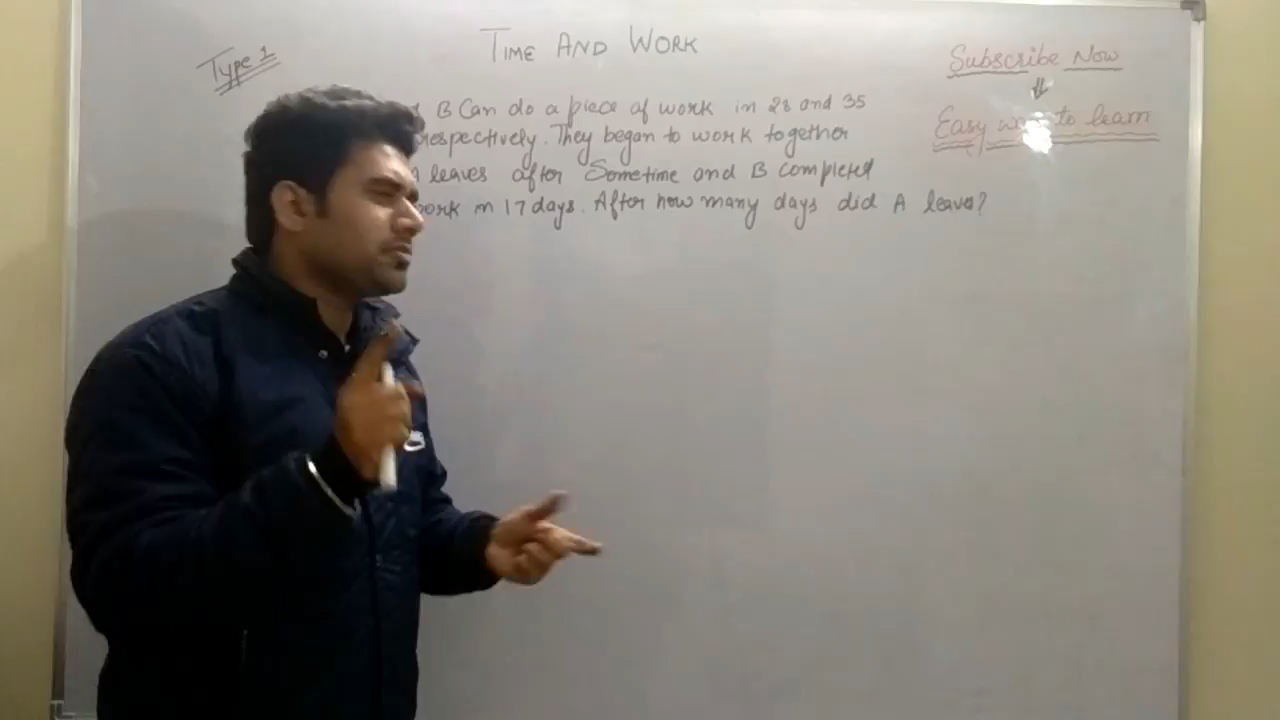 Type 1
TIME AND WORK
Subscribe Now
Easy way to learn
B Can do a piece of work in 28 and 35
respectively. They began to work together
leaves after Sometime and B completed
work in 17 days. After how many days did A leave?